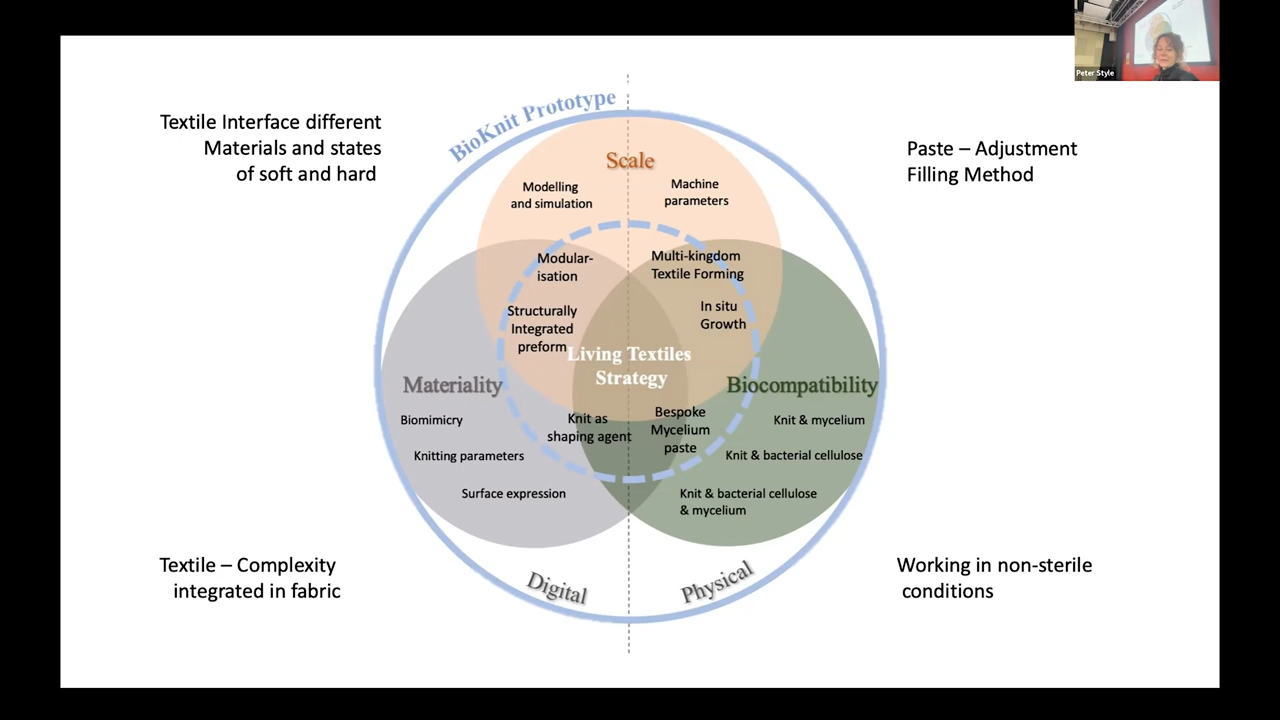 Peter Style
Textile Interface different
Materials and states
of soft and hard
Paste – Adjustment
Filling Method
BioKnit Prototype
Scale
Modelling
and simulation
Machine
parameters
Modular-
isation
Multi-kingdom
Textile Forming
Structurally
Integrated
preform
In situ
Growth
Living Textiles
Strategy
Materiality
Biocompatibility
Biomimicry
Knitting parameters
Surface expression
Knit as
shaping agent
Bespoke
Mycelium
paste
Knit & mycelium
Knit & bacterial cellulose
Knit & bacterial cellulose
& mycelium
Digital
Physical
Textile – Complexity
integrated in fabric
Working in non-sterile
conditions